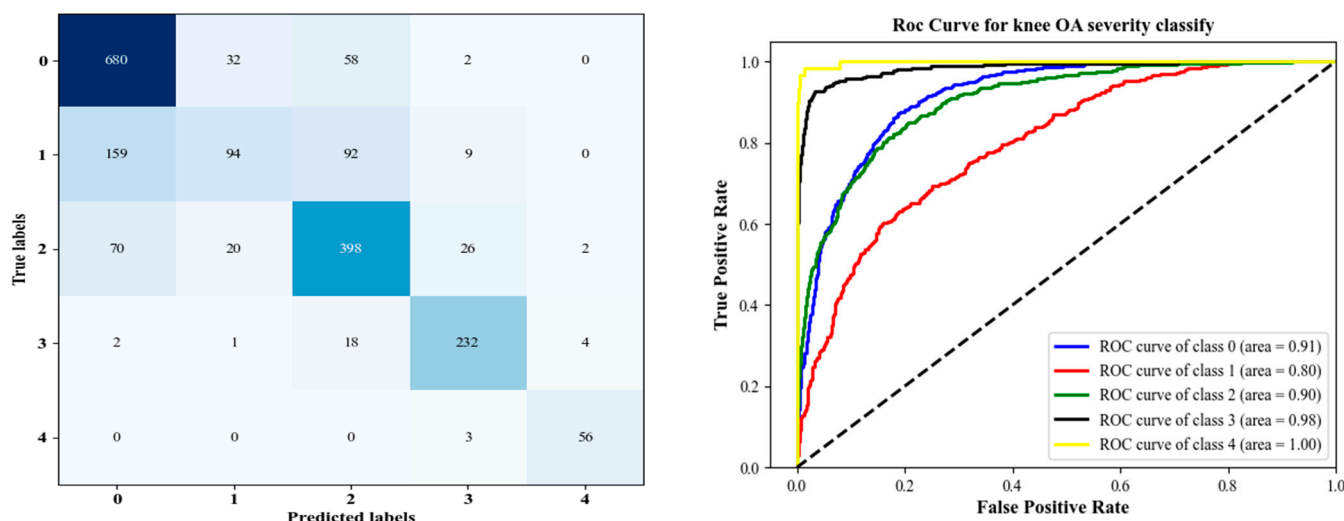 0 680 32 58 2 0
1 159 94 92 9 0
2 70 20 398 26 2
3 2 1 18 232 4
4 0 0 0 3 56
True labels
0 1 2 3 4
Predicted labels
Roc Curve for knee OA severity classify
1.0
0.8
0.6
0.4
0.2
0.0
True Positive Rate
ROC curve of class 0 (area = 0.91)
ROC curve of class 1 (area = 0.80)
ROC curve of class 2 (area = 0.90)
ROC curve of class 3 (area = 0.98)
ROC curve of class 4 (area = 1.00)
0.0 0.2 0.4 0.6 0.8 1.0
False Positive Rate